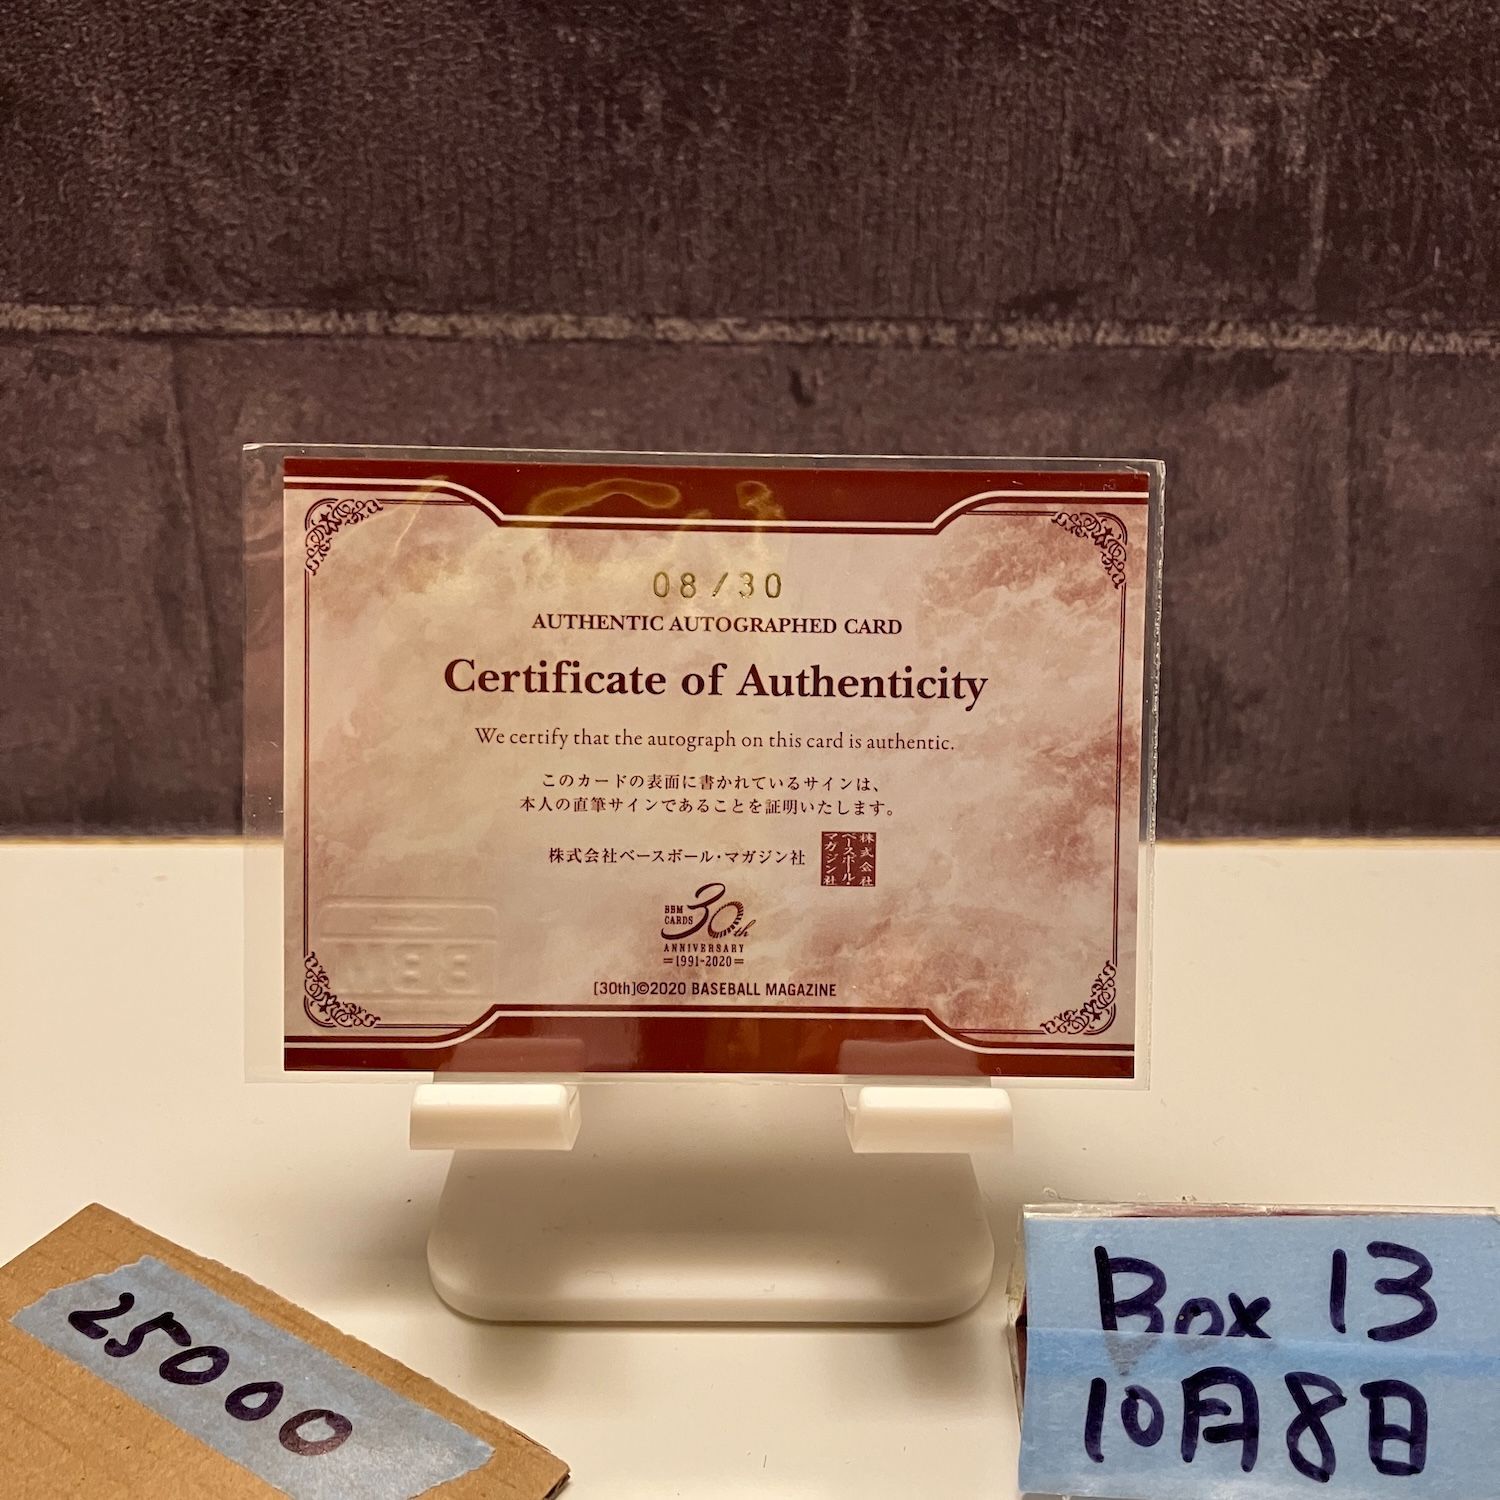 08/30
AUTHENTIC AUTOGRAPHED CARD
Certificate of Authenticity
We certify that the autograph on this card is authentic.
このカードの表面に書かれているサインは、
本人の直筆サインであることを証明いたします。
株式会社ベースボール・マガジン社
株式会社
ベースボール・
マガジン社
BBM
CARDS
30th
ANNIVERSARY
1991-2020
[30th]©2020 BASEBALL MAGAZINE
BBM
25000
Box 13
10月8日